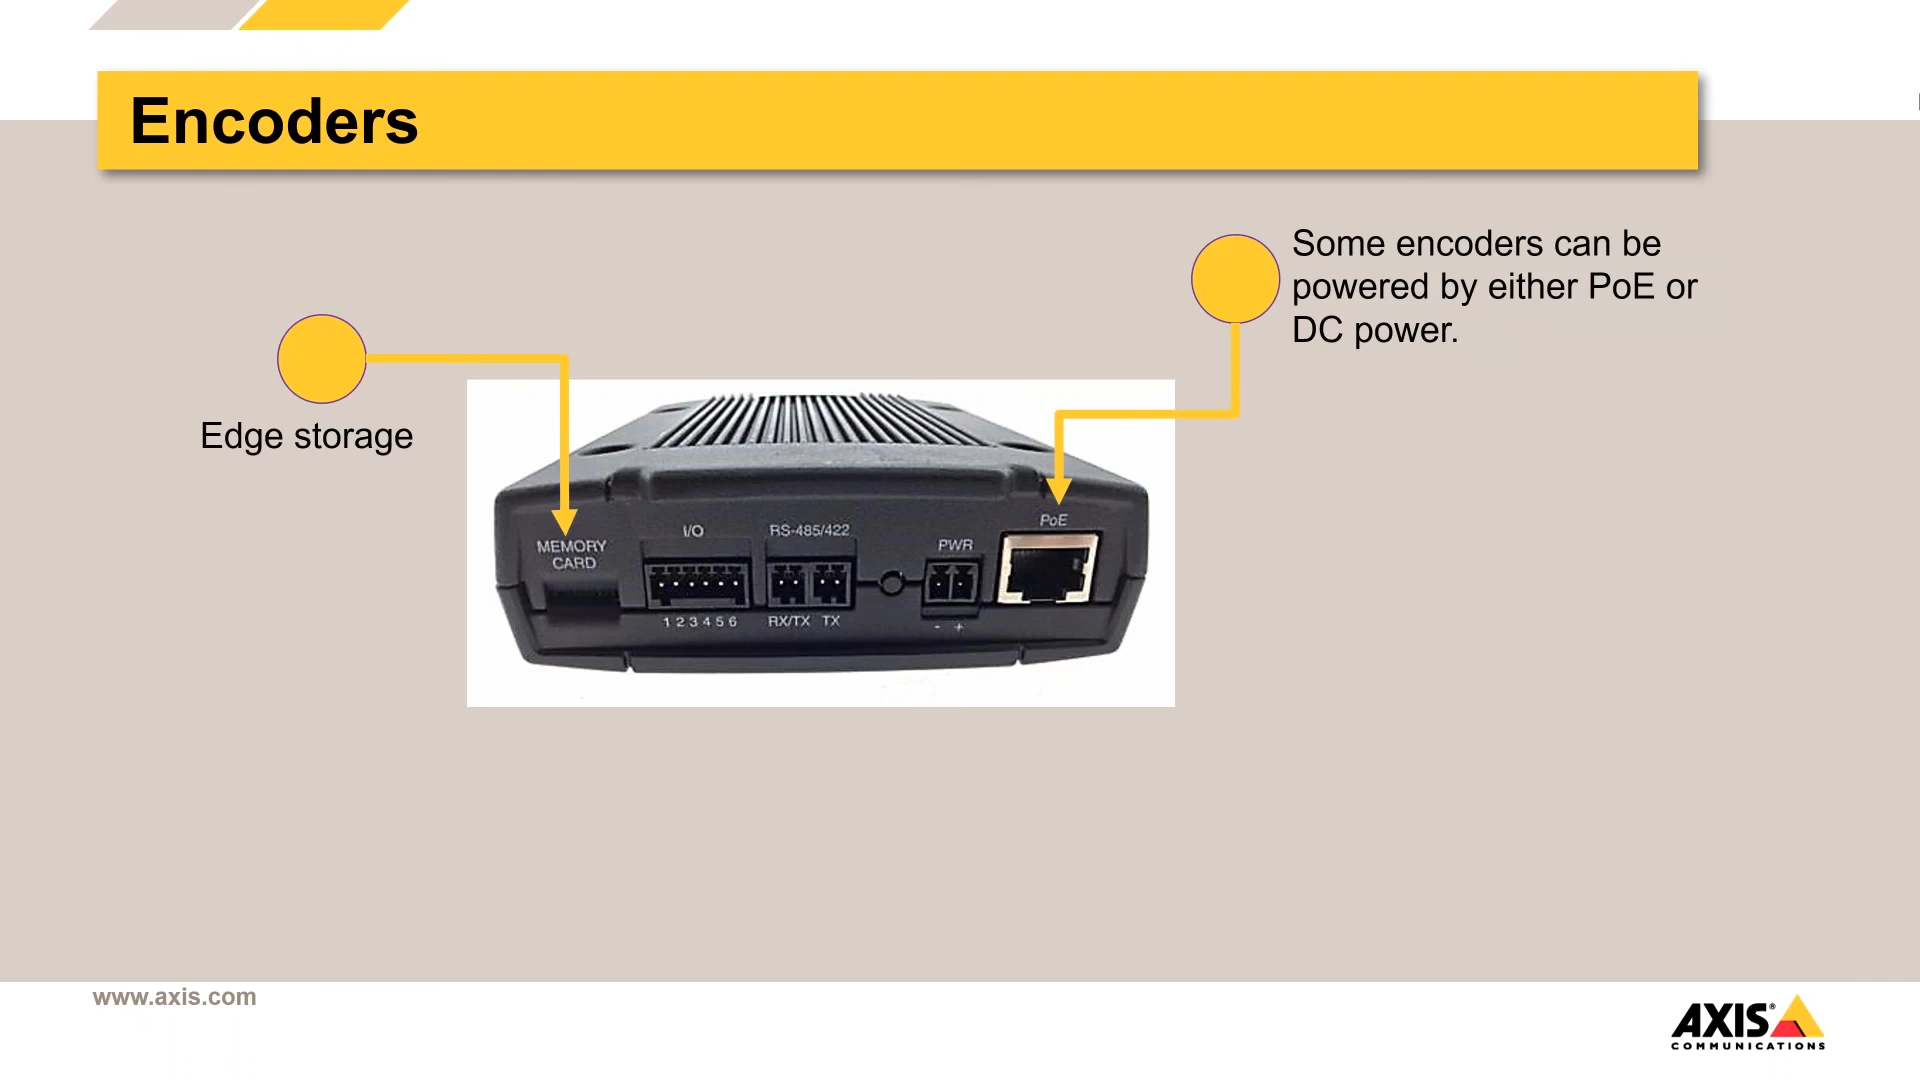 Encoders
Some encoders can be
powered by either PoE or
DC power.
Edge storage
MEMORY
CARD
I/O
RS-485/422
PWR
PoE
1 2 3 4 5 6
RX/TX TX
- +
www.axis.com
AXIS®
COMMUNICATIONS